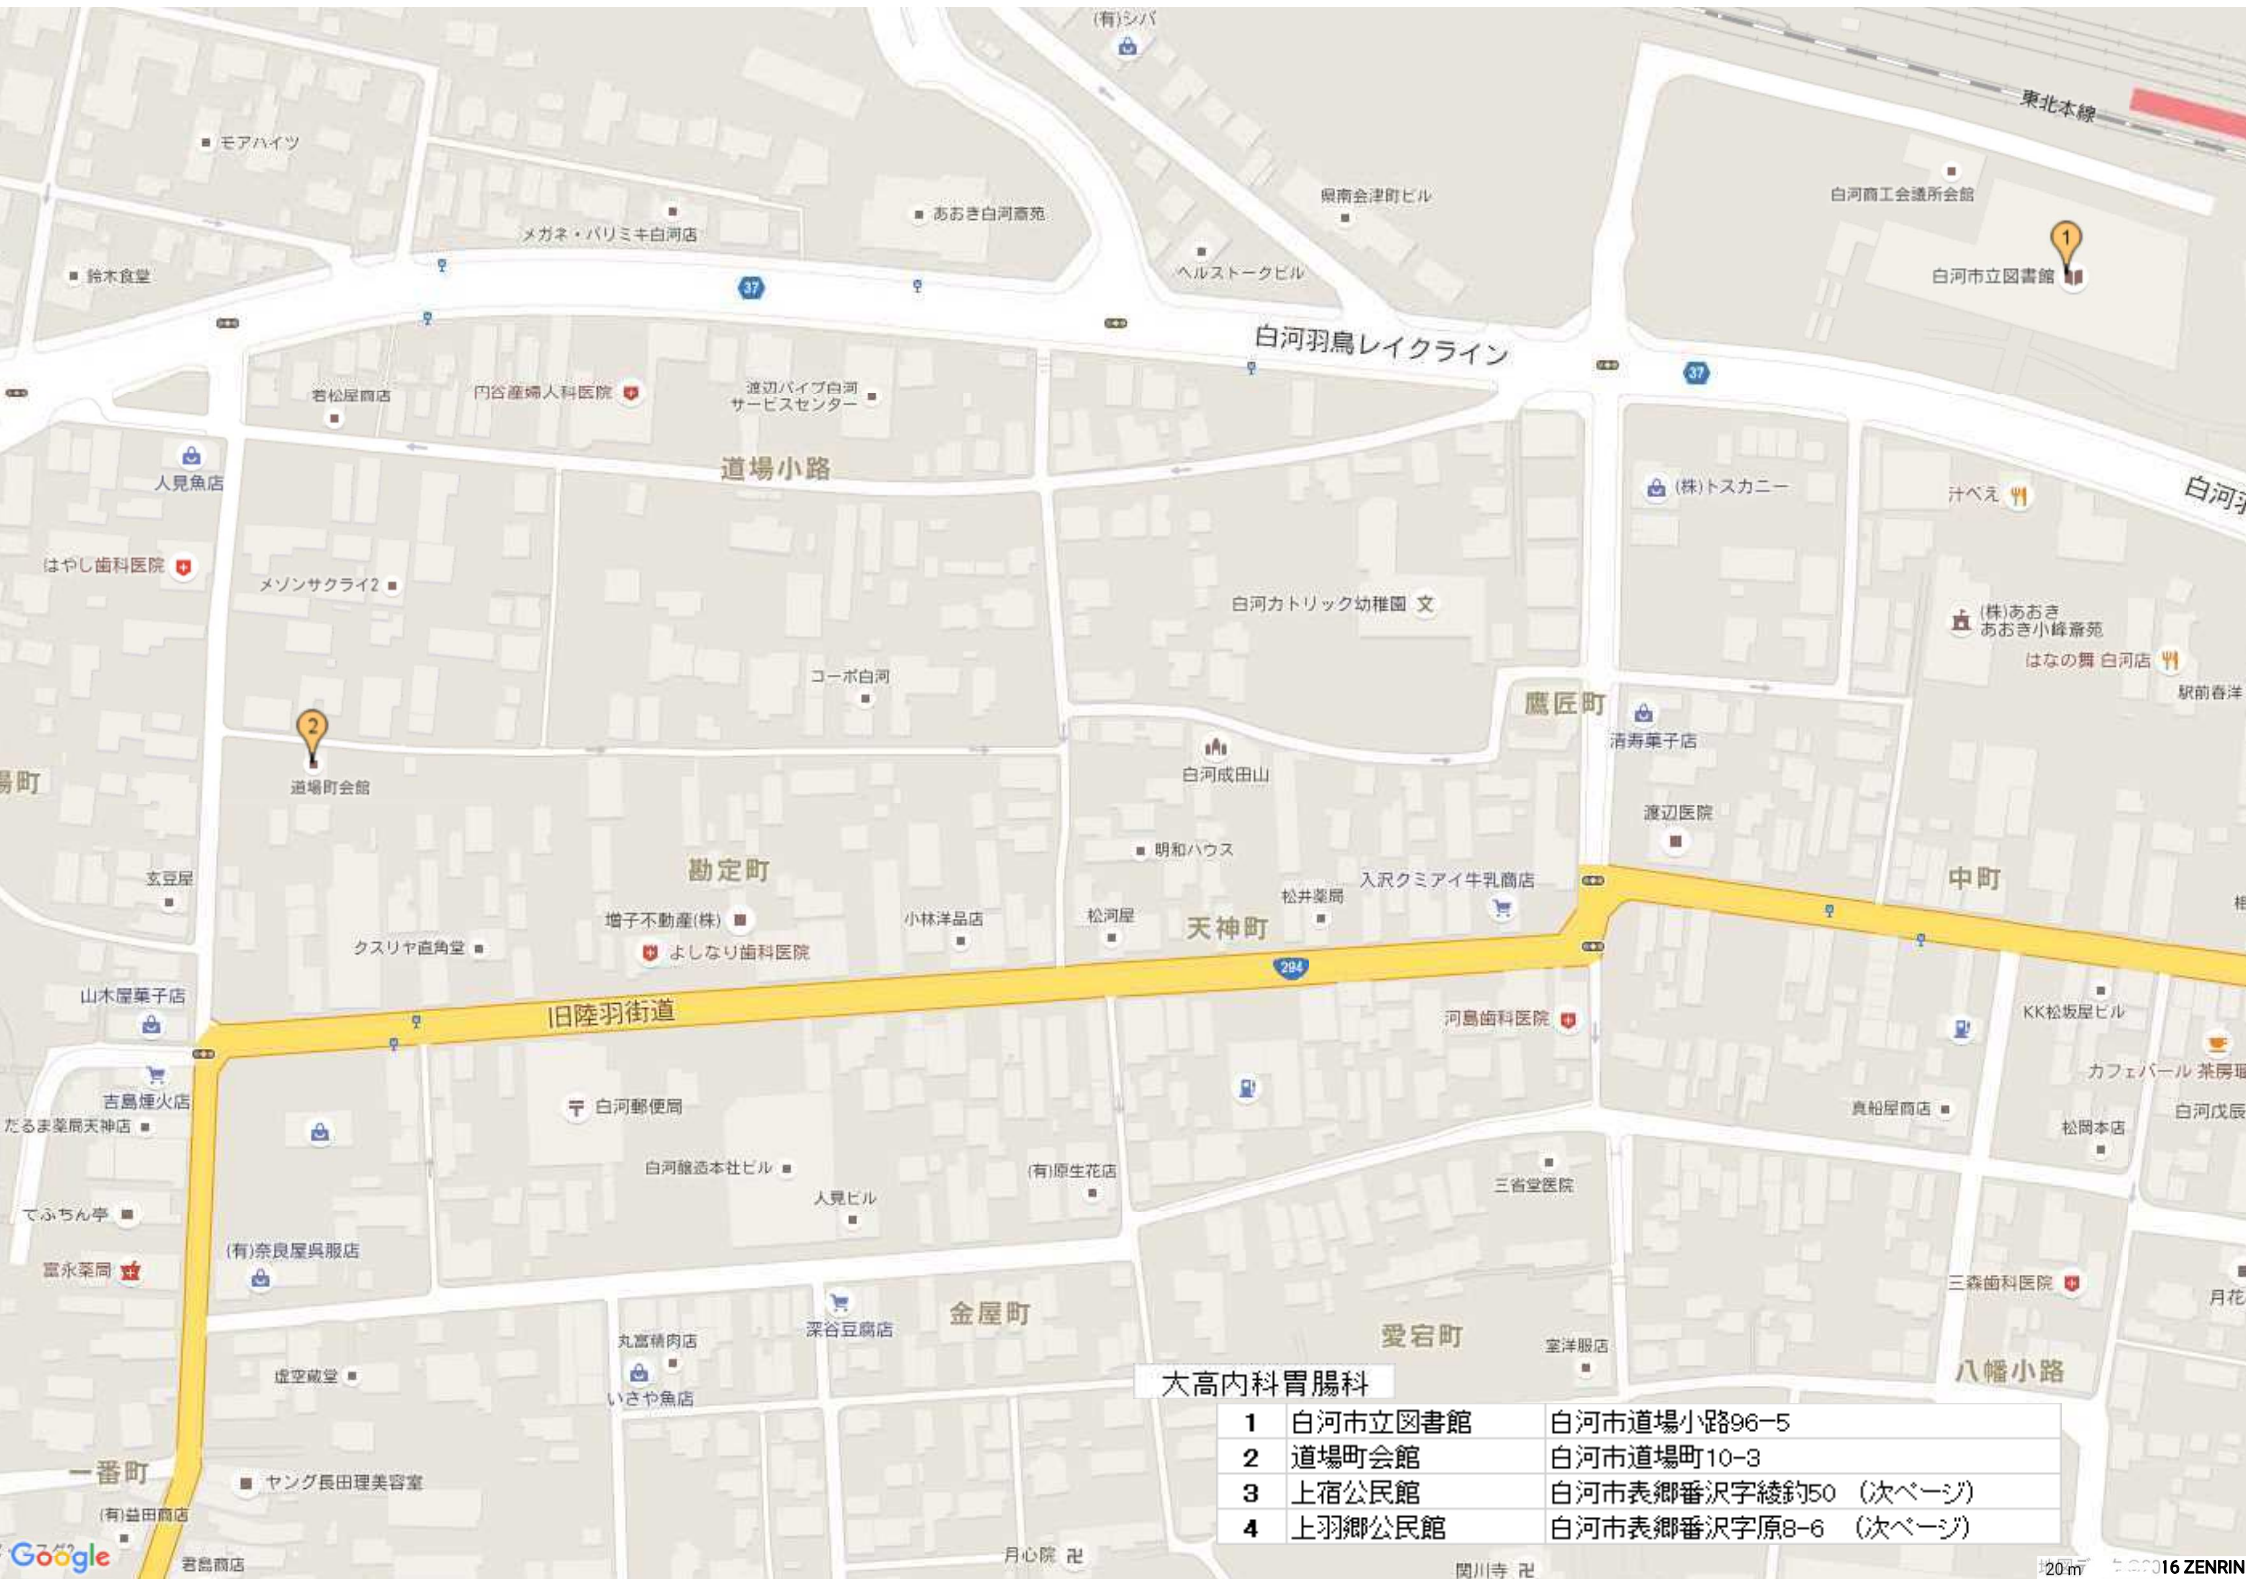 (有)シバ
東北本線
モアハイツ
白河商工会議所会館
県南会津町ビル
あおき白河斎苑
メガネ・パリミキ白河店
1
ヘルストークビル
鈴木食堂
白河市立図書館
37
白河羽鳥レイクライン
37
若松屋商店
円谷産婦人科医院
渡辺パイプ白河
サービスセンター
道場小路
人見魚店
(株)トスカニー
汁べえ
白河羽
はやし歯科医院
メゾンサクライ2
白河カトリック幼稚園
(株)あおき
あおき小峰斎苑
はなの舞 白河店
コーポ白河
駅前春洋
鷹匠町
2
清寿菓子店
白河成田山
場町
道場町会館
渡辺医院
明和ハウス
勘定町
玄豆屋
入沢クミアイ牛乳商店
中町
松井薬局
増子不動産(株)
小林洋品店
松河屋
天神町
クスリヤ直角堂
よしなり歯科医院
294
山木屋菓子店
旧陸羽街道
河島歯科医院
KK松坂屋ビル
カフェバール 茶房瑠
吉島煙火店
白河郵便局
真船屋商店
白河戊辰
だるま薬局天神店
松岡本店
白河醸造本社ビル
(有)原生花店
三省堂医院
人見ビル
てふちん亭
(有)奈良屋呉服店
富永薬局
三森歯科医院
月花
金屋町
深谷豆腐店
丸富精肉店
愛宕町
室洋服店
虚空蔵堂
八幡小路
いさや魚店
大高内科胃腸科
1 白河市立図書館 白河市道場小路96-5
2 道場町会館 白河市道場町10-3
3 上宿公民館 白河市表郷番沢字綾釣50 （次ページ）
4 上羽郷公民館 白河市表郷番沢字原8-6 （次ページ）
一番町
ヤング長田理美容室
(有)益田商店
Google
君島商店
月心院
関川寺
20 m
16 ZENRIN